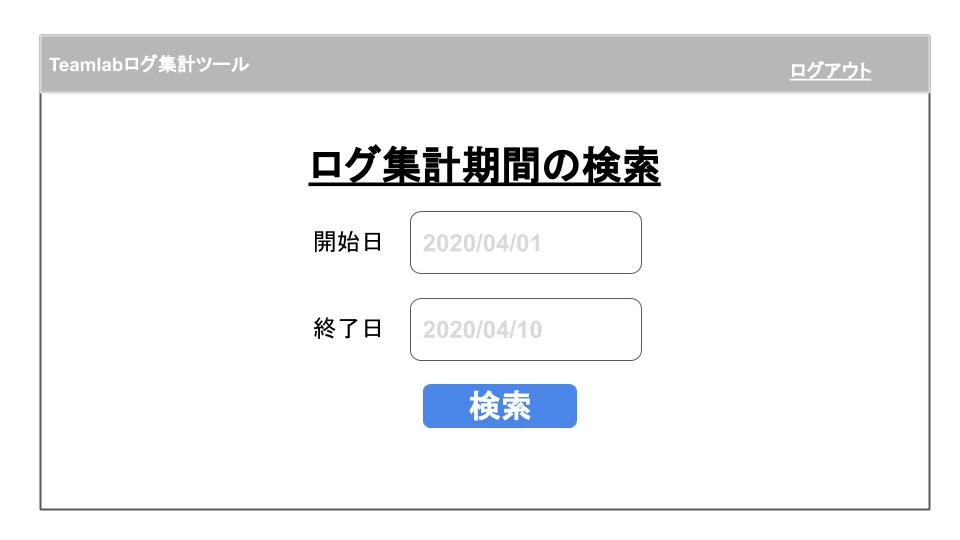 Teamlabログ集計ツール
ログアウト
ログ集計期間の検索
開始日 2020/04/01
終了日 2020/04/10
検索